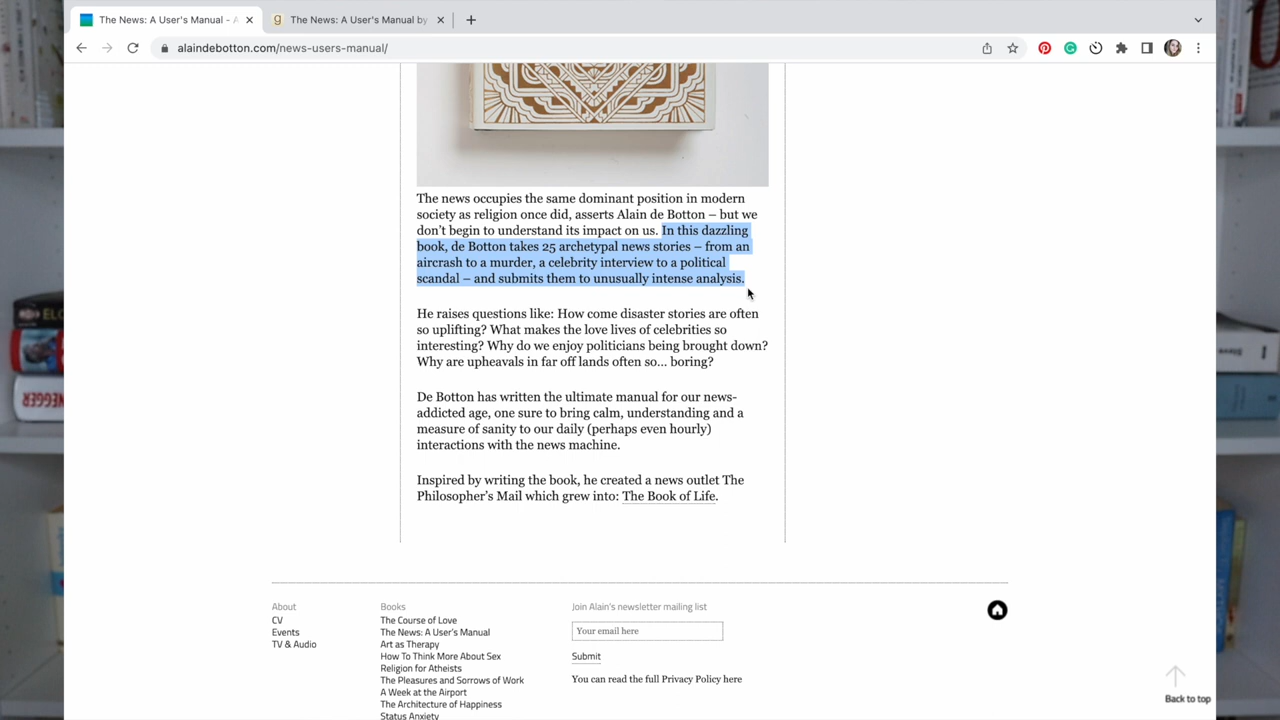 The News: A User's Manual - A
The News: A User's Manual by
alaindebotton.com/news-users-manual/
The news occupies the same dominant position in modern
society as religion once did, asserts Alain de Botton – but we
don't begin to understand its impact on us. In this dazzling
book, de Botton takes 25 archetypal news stories – from an
aircrash to a murder, a celebrity interview to a political
scandal – and submits them to unusually intense analysis.
He raises questions like: How come disaster stories are often
so uplifting? What makes the love lives of celebrities so
interesting? Why do we enjoy politicians being brought down?
Why are upheavals in far off lands often so... boring?
De Botton has written the ultimate manual for our news-
addicted age, one sure to bring calm, understanding and a
measure of sanity to our daily (perhaps even hourly)
interactions with the news machine.
Inspired by writing the book, he created a news outlet The
Philosopher's Mail which grew into: The Book of Life.
About
CV
Events
TV & Audio
Books
The Course of Love
The News: A User's Manual
Art as Therapy
How To Think More About Sex
Religion for Atheists
The Pleasures and Sorrows of Work
A Week at the Airport
The Architecture of Happiness
Status Anxiety
Join Alain's newsletter mailing list
Your email here
Submit
You can read the full Privacy Policy here
Back to top